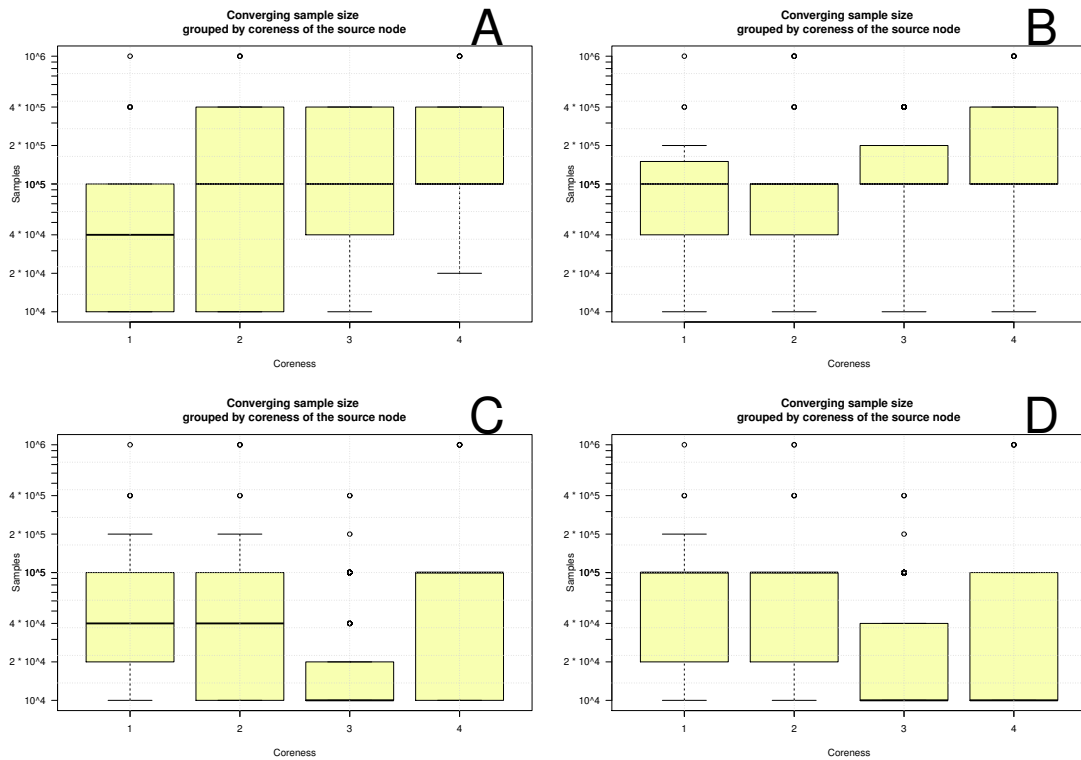 Converging sample size
grouped by coreness of the source node
A
Samples
10^6
4 * 10^5
2 * 10^5
10^5
4 * 10^4
2 * 10^4
10^4
1 2 3 4
Coreness
Converging sample size
grouped by coreness of the source node
B
Samples
10^6
4 * 10^5
2 * 10^5
10^5
4 * 10^4
2 * 10^4
10^4
1 2 3 4
Coreness
Converging sample size
grouped by coreness of the source node
C
Samples
10^6
4 * 10^5
2 * 10^5
10^5
4 * 10^4
2 * 10^4
10^4
1 2 3 4
Coreness
Converging sample size
grouped by coreness of the source node
D
Samples
10^6
4 * 10^5
2 * 10^5
10^5
4 * 10^4
2 * 10^4
10^4
1 2 3 4
Coreness